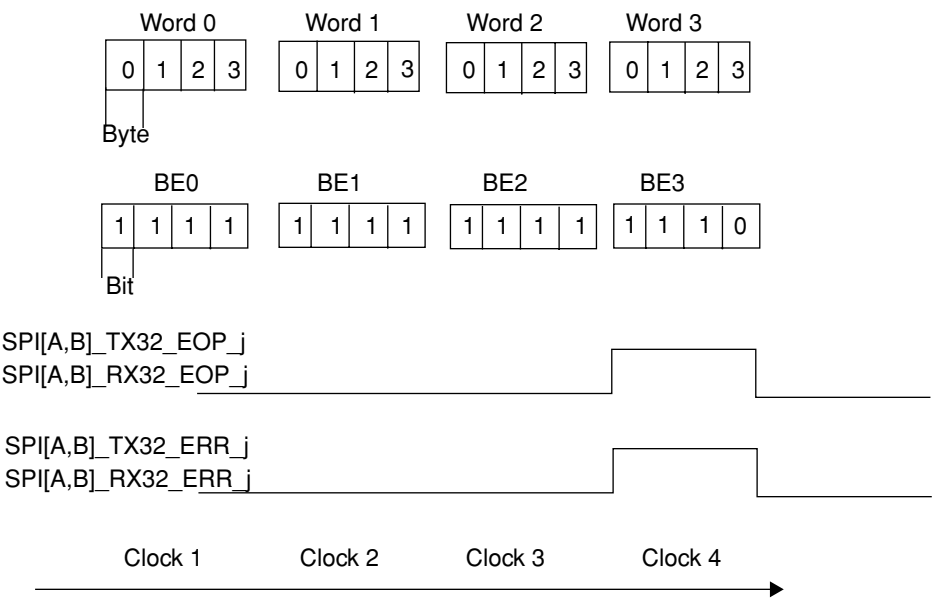 Word 0 Word 1 Word 2 Word 3
0 1 2 3 0 1 2 3 0 1 2 3 0 1 2 3
Byte
BE0 BE1 BE2 BE3
1 1 1 1 1 1 1 1 1 1 1 1 1 1 1 0
Bit
SPI[A,B]_TX32_EOP_j
SPI[A,B]_RX32_EOP_j
SPI[A,B]_TX32_ERR_j
SPI[A,B]_RX32_ERR_j
Clock 1 Clock 2 Clock 3 Clock 4